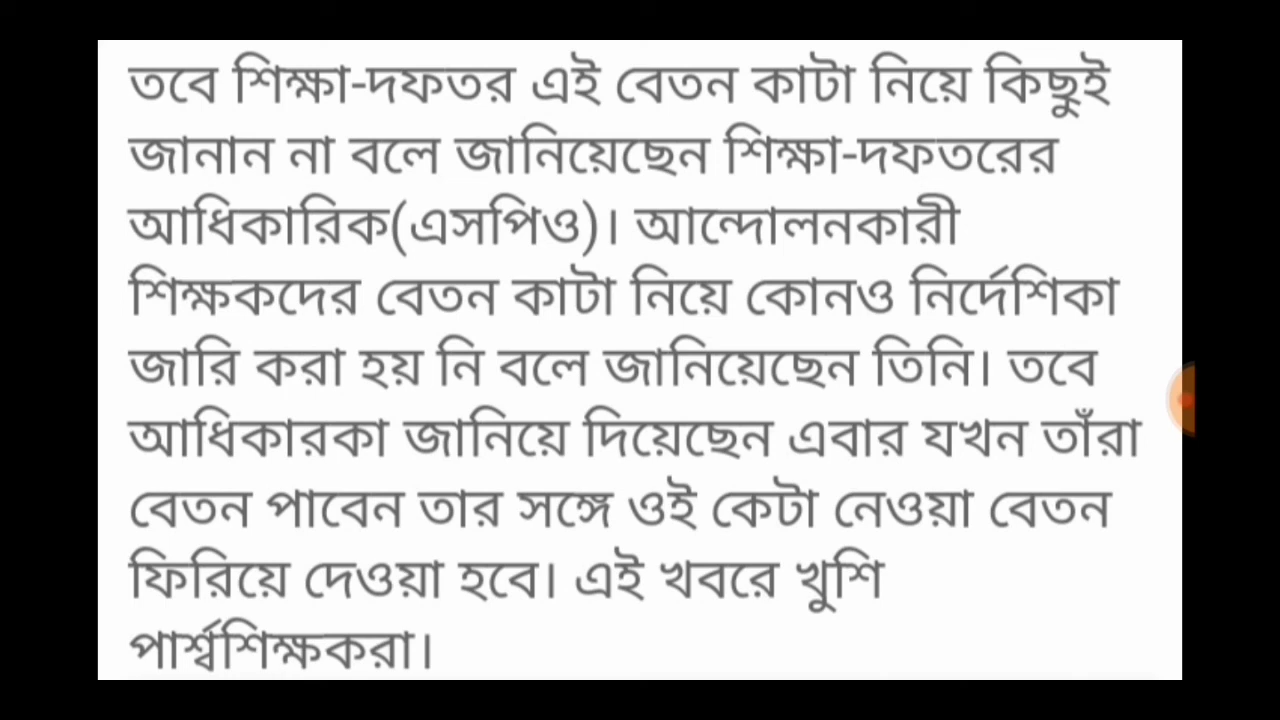 তবে শিক্ষা-দফতর এই বেতন কাটা নিয়ে কিছুই
জানান না বলে জানিয়েছেন শিক্ষা-দফতরের
আধিকারিক(এসপিও)। আন্দোলনকারী
শিক্ষকদের বেতন কাটা নিয়ে কোনও নির্দেশিকা
জারি করা হয় নি বলে জানিয়েছেন তিনি। তবে
আধিকারকা জানিয়ে দিয়েছেন এবার যখন তাঁরা
বেতন পাবেন তার সঙ্গে ওই কেটা নেওয়া বেতন
ফিরিয়ে দেওয়া হবে। এই খবরে খুশি
পার্শ্বশিক্ষকরা।